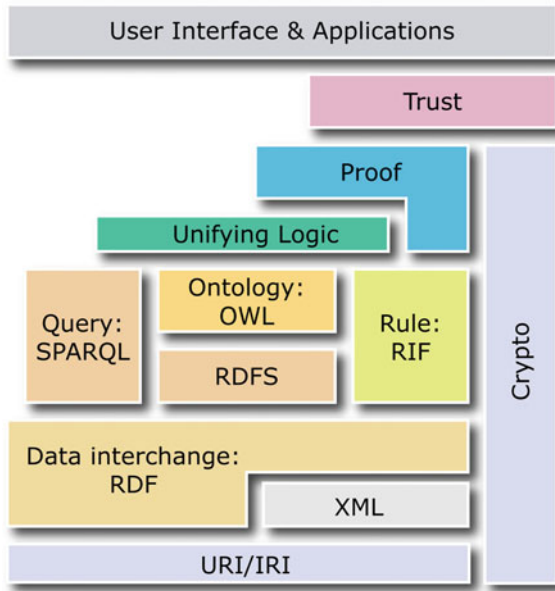 User Interface & Applications
Trust
Proof
Unifying Logic
Query:
SPARQL
Ontology:
OWL
RDFS
Rule:
RIF
Crypto
Data interchange:
RDF
XML
URI/IRI